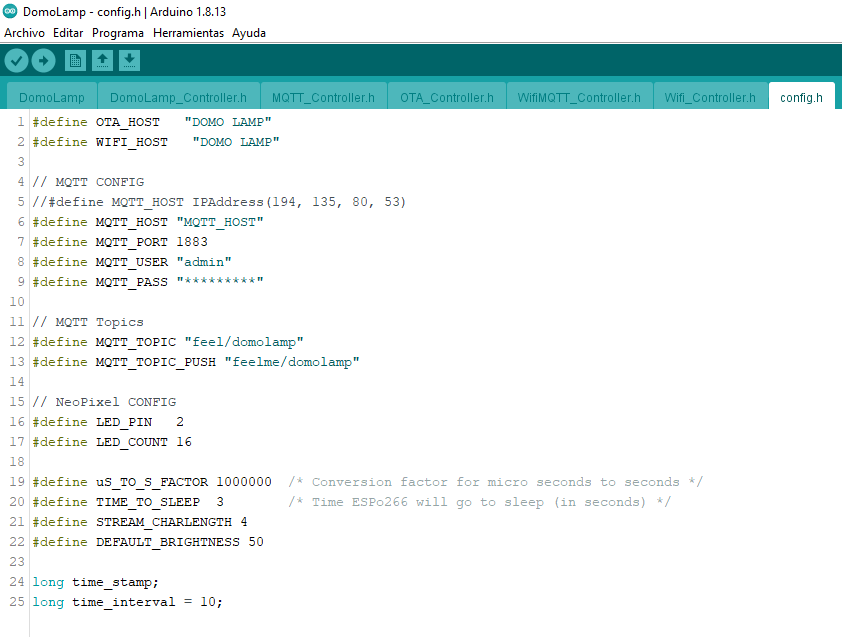 DomoLamp - config.h | Arduino 1.8.13
Archivo Editar Programa Herramientas Ayuda
DomoLamp DomoLamp_Controller.h MQTT_Controller.h OTA_Controller.h WifiMQTT_Controller.h Wifi_Controller.h config.h
1 #define OTA_HOST   "DOMO LAMP"
2 #define WIFI_HOST   "DOMO LAMP"
3
4 // MQTT CONFIG
5 //#define MQTT_HOST IPAddress(194, 135, 80, 53)
6 #define MQTT_HOST "MQTT_HOST"
7 #define MQTT_PORT 1883
8 #define MQTT_USER "admin"
9 #define MQTT_PASS "*********"
10
11 // MQTT Topics
12 #define MQTT_TOPIC "feel/domolamp"
13 #define MQTT_TOPIC_PUSH "feelme/domolamp"
14
15 // NeoPixel CONFIG
16 #define LED_PIN   2
17 #define LED_COUNT 16
18
19 #define uS_TO_S_FACTOR 1000000  /* Conversion factor for micro seconds to seconds */
20 #define TIME_TO_SLEEP  3        /* Time ESPo266 will go to sleep (in seconds) */
21 #define STREAM_CHARLENGTH 4
22 #define DEFAULT_BRIGHTNESS 50
23
24 long time_stamp;
25 long time_interval = 10;